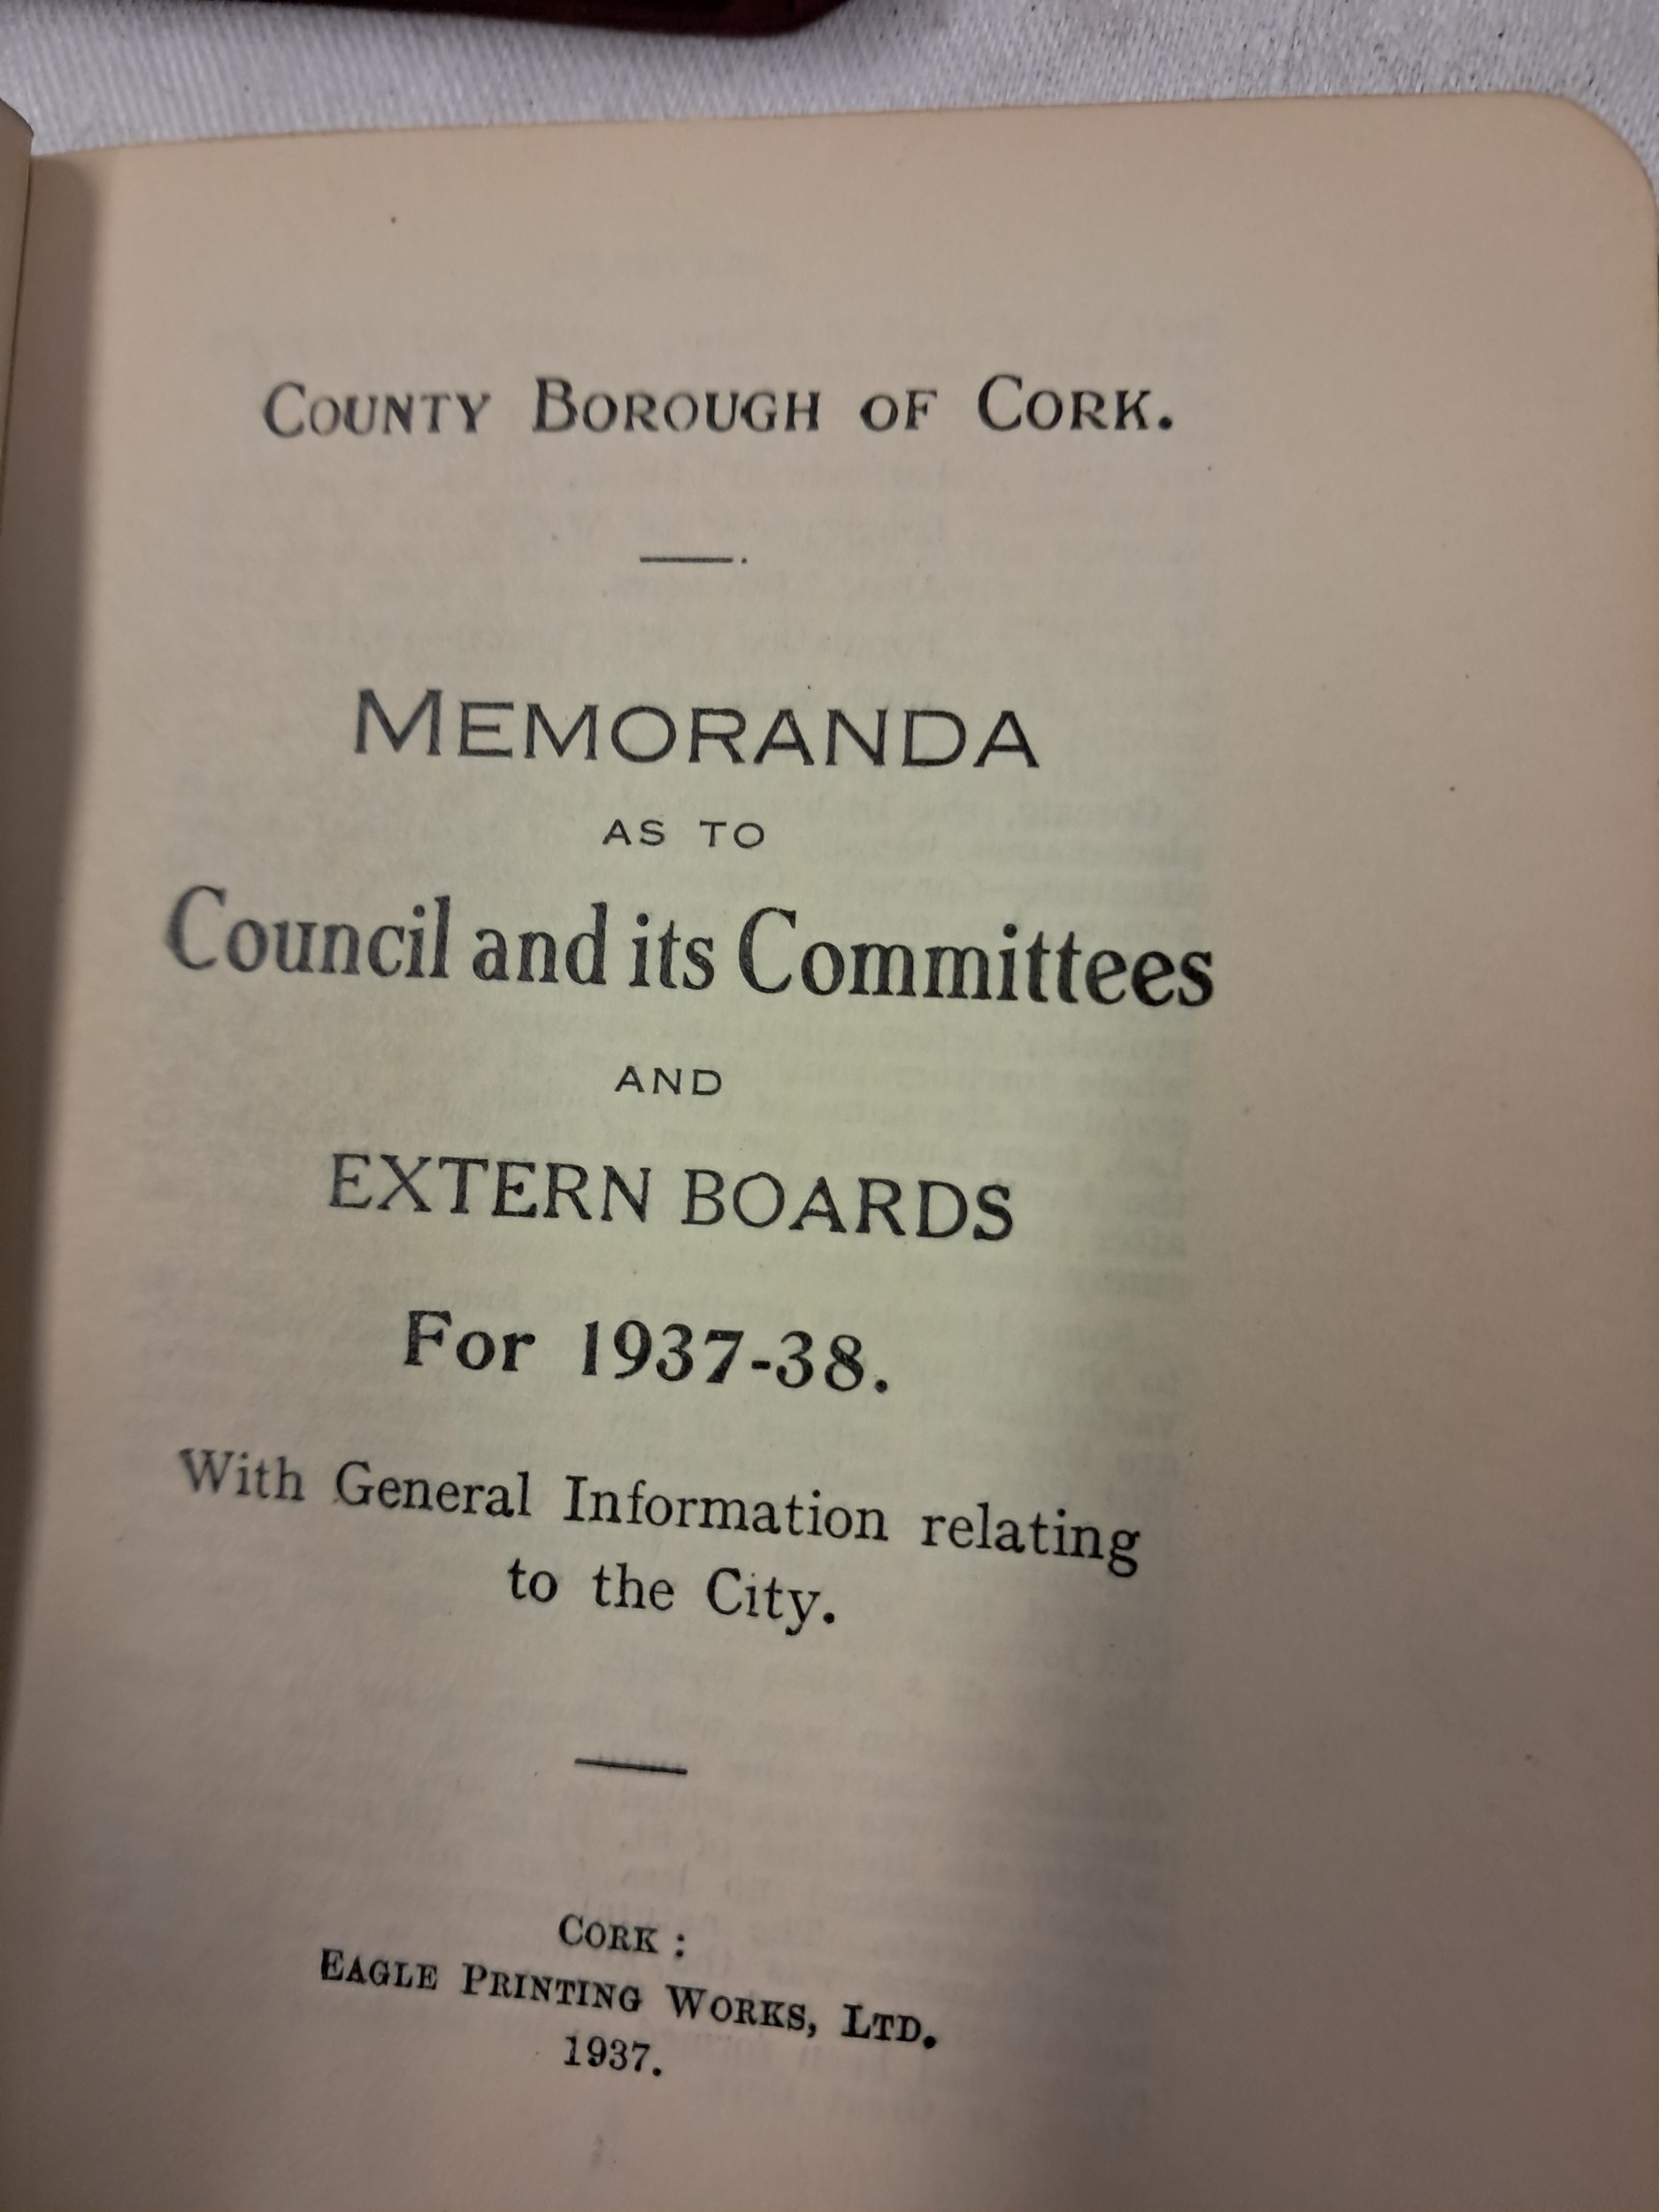 COUNTY BOROUGH OF CORK.
MEMORANDA
AS TO
Council and its Committees
AND
EXTERN BOARDS
For 1937-38.
With General Information relating
to the City.
CORK :
EAGLE PRINTING WORKS, LTD.
1937.